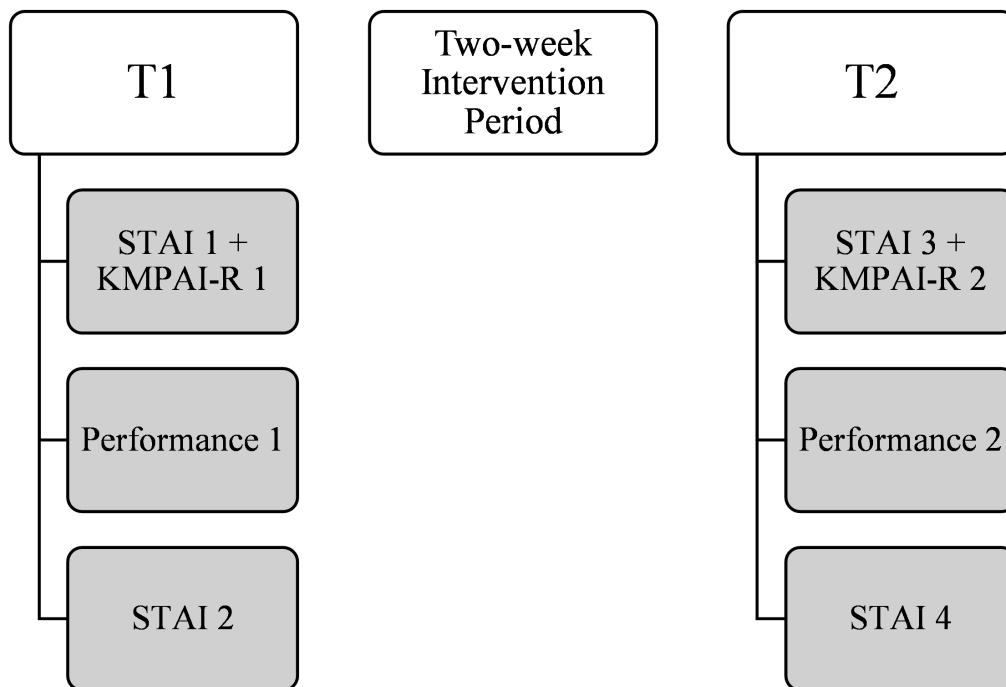 T1
STAI 1 +
KMPAI-R 1
Performance 1
STAI 2
Two-week
Intervention
Period
T2
STAI 3 +
KMPAI-R 2
Performance 2
STAI 4